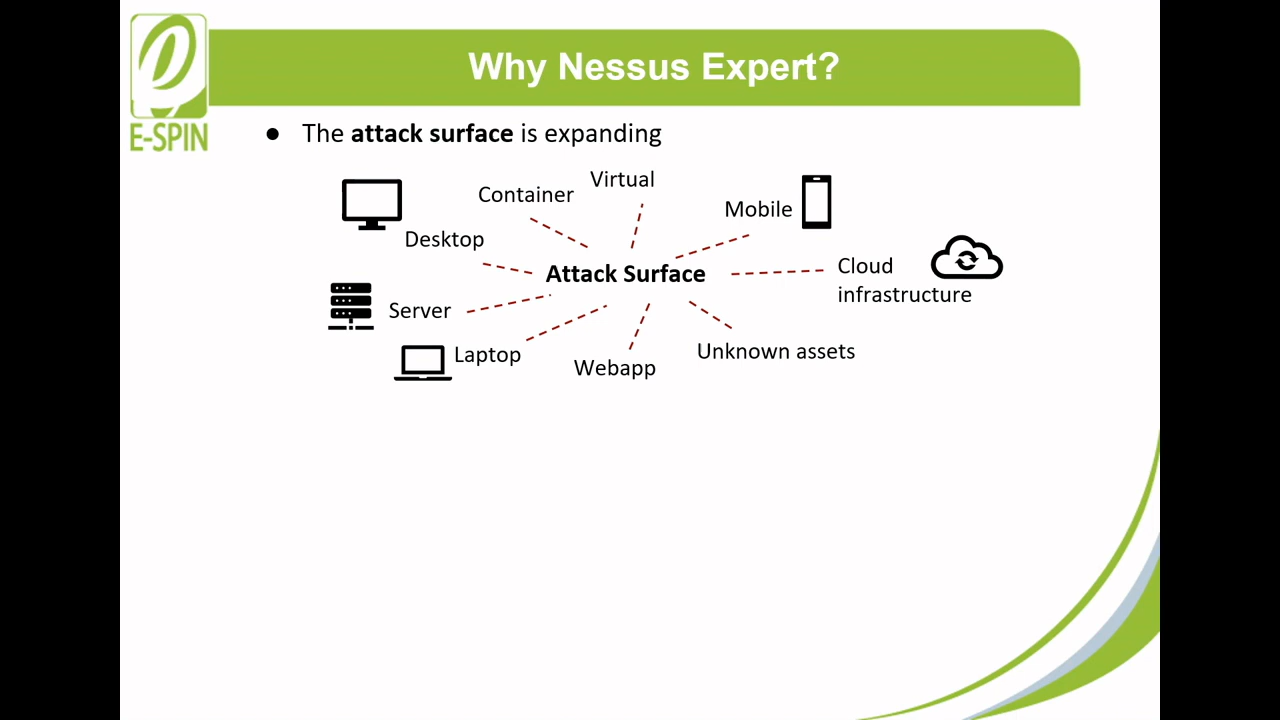 Why Nessus Expert?
E-SPIN
● The attack surface is expanding
Virtual
Container
Mobile
Desktop
Attack Surface
Cloud
infrastructure
Server
Laptop
Webapp
Unknown assets